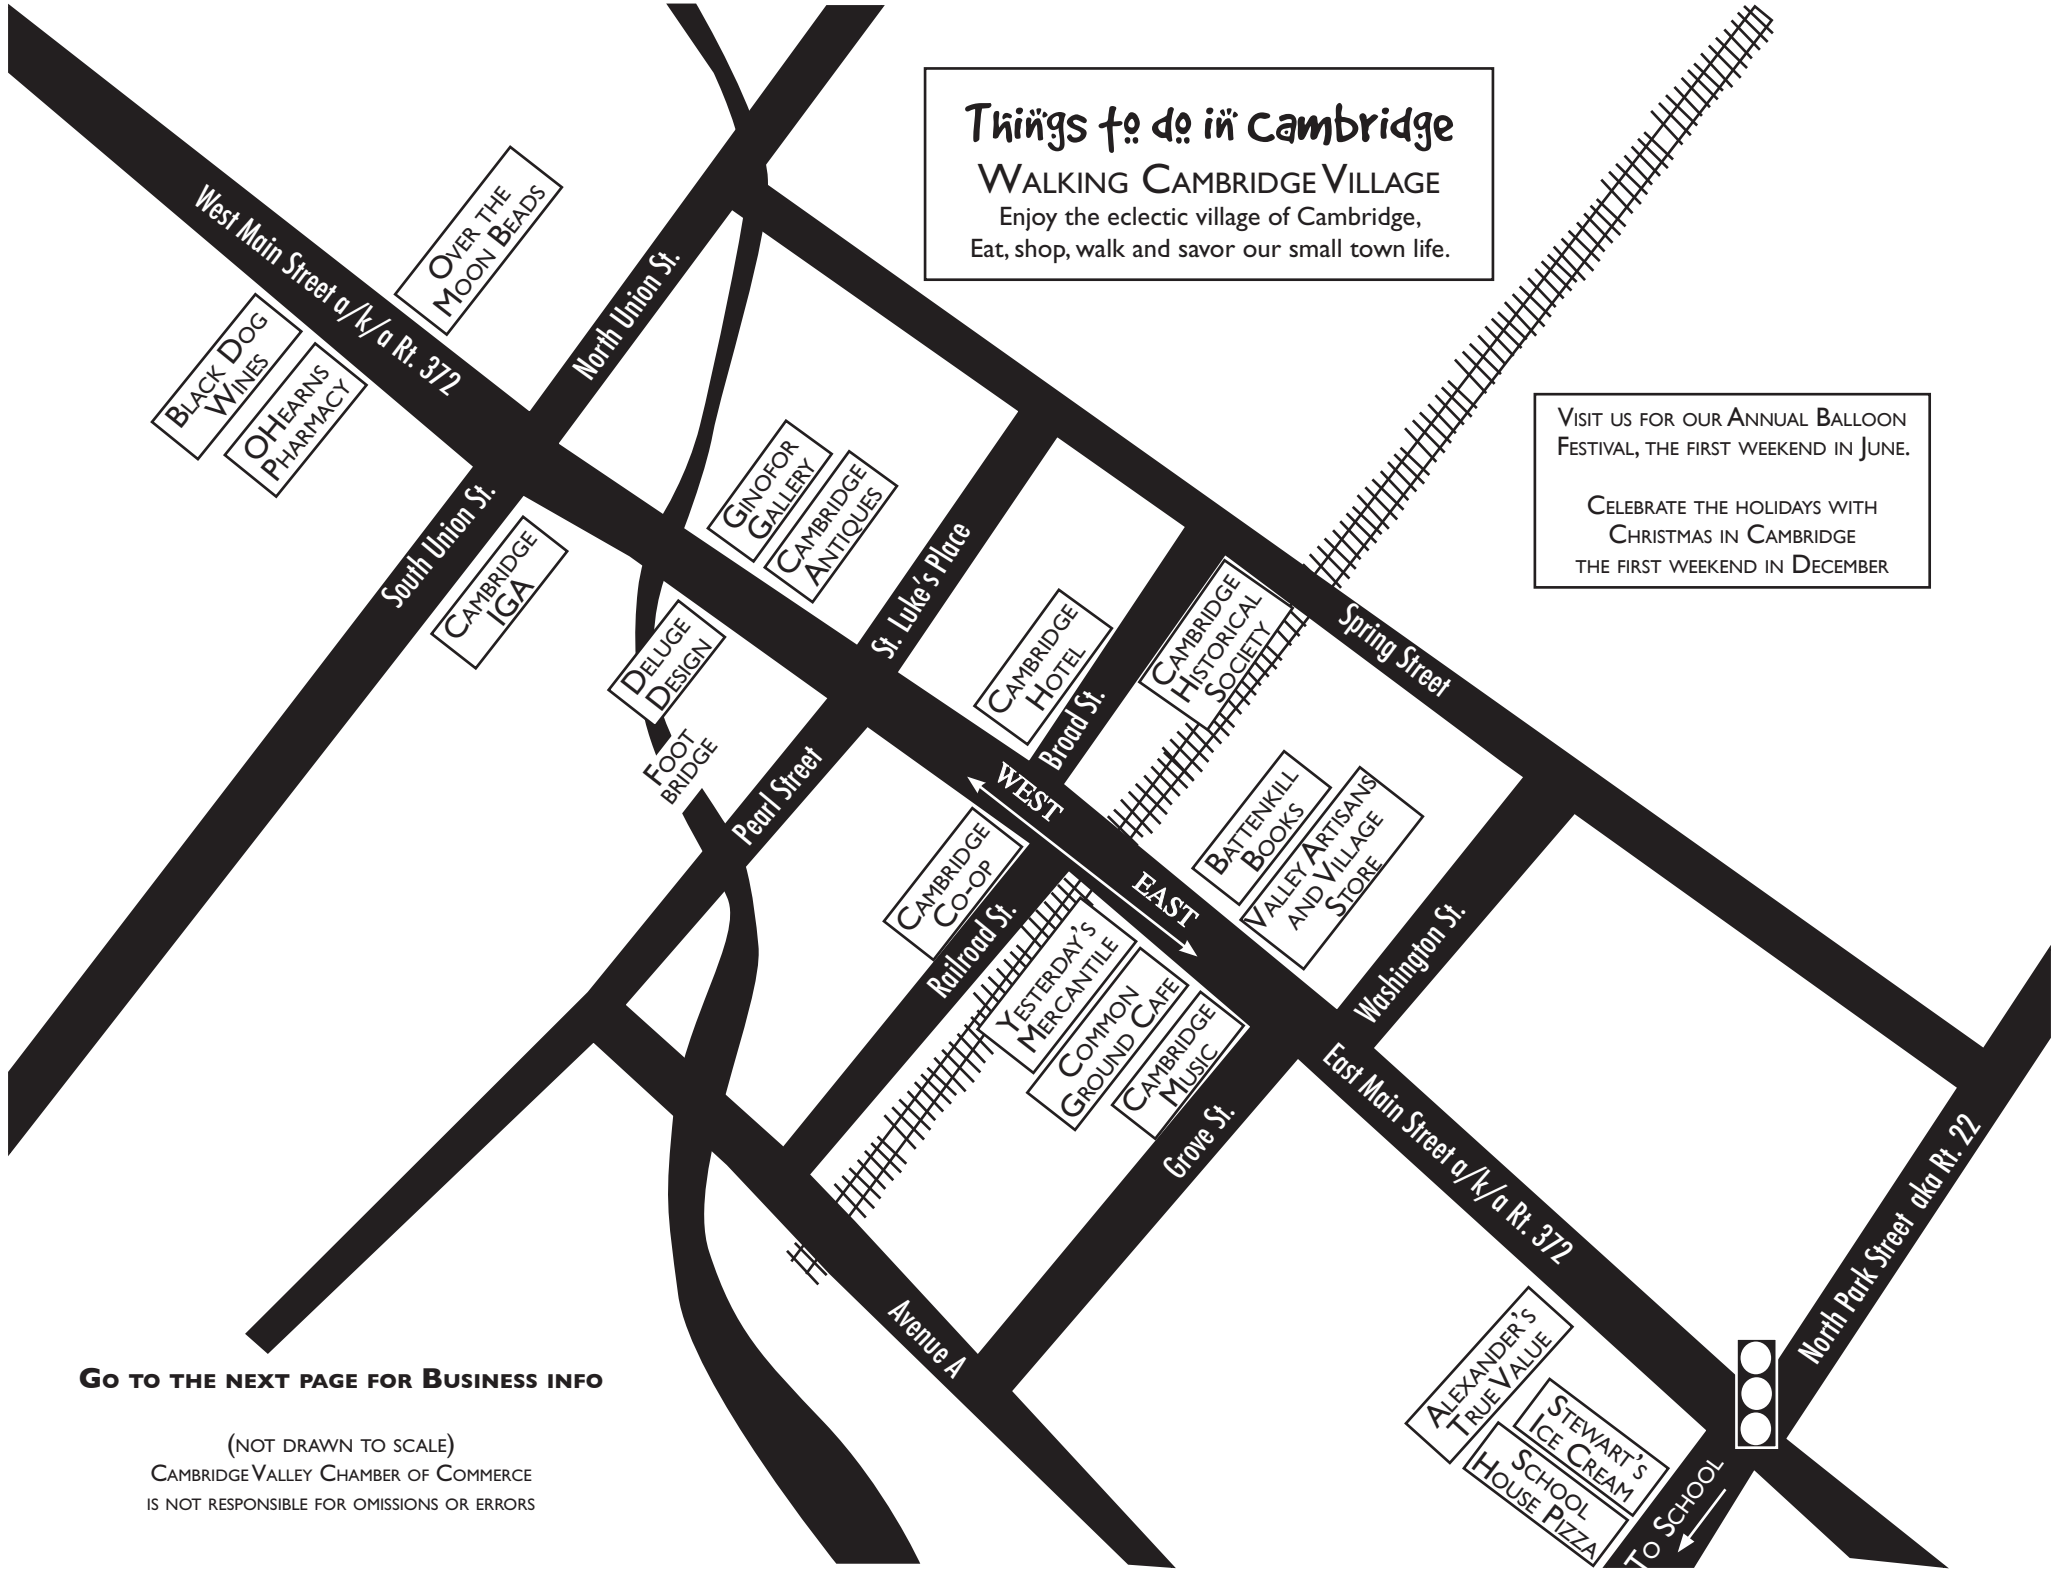 Things to do in Cambridge
Walking Cambridge Village
Enjoy the eclectic village of Cambridge,
Eat, shop, walk and savor our small town life.
Visit us for our Annual Balloon
Festival, the first weekend in June.
Celebrate the holidays with
Christmas in Cambridge
the first weekend in December
West Main Street a/k/a Rt. 372
Over the
Moon Beads
Black Dog
Wines
OHearns
Pharmacy
North Union St.
South Union St.
Cambridge
IGA
Ginofor
Gallery
Cambridge
Antiques
Deluge
Design
Foot
bridge
St. Luke's Place
Pearl Street
Cambridge
Hotel
Broad St.
Cambridge
Historical
Society
Spring Street
WEST
EAST
Cambridge
Co-op
Railroad St.
Battenkill
Books
Valley Artisans
and Village
Store
Yesterday's
Mercantile
Common
Ground Cafe
Cambridge
Music
Washington St.
Grove St.
East Main Street a/k/a Rt. 372
North Park Street aka Rt. 22
Avenue A
Alexander's
True Value
Stewart's
Ice Cream
School
House Pizza
To School
Go to the next page for Business info
(not drawn to scale)
Cambridge Valley Chamber of Commerce
is not responsible for omissions or errors